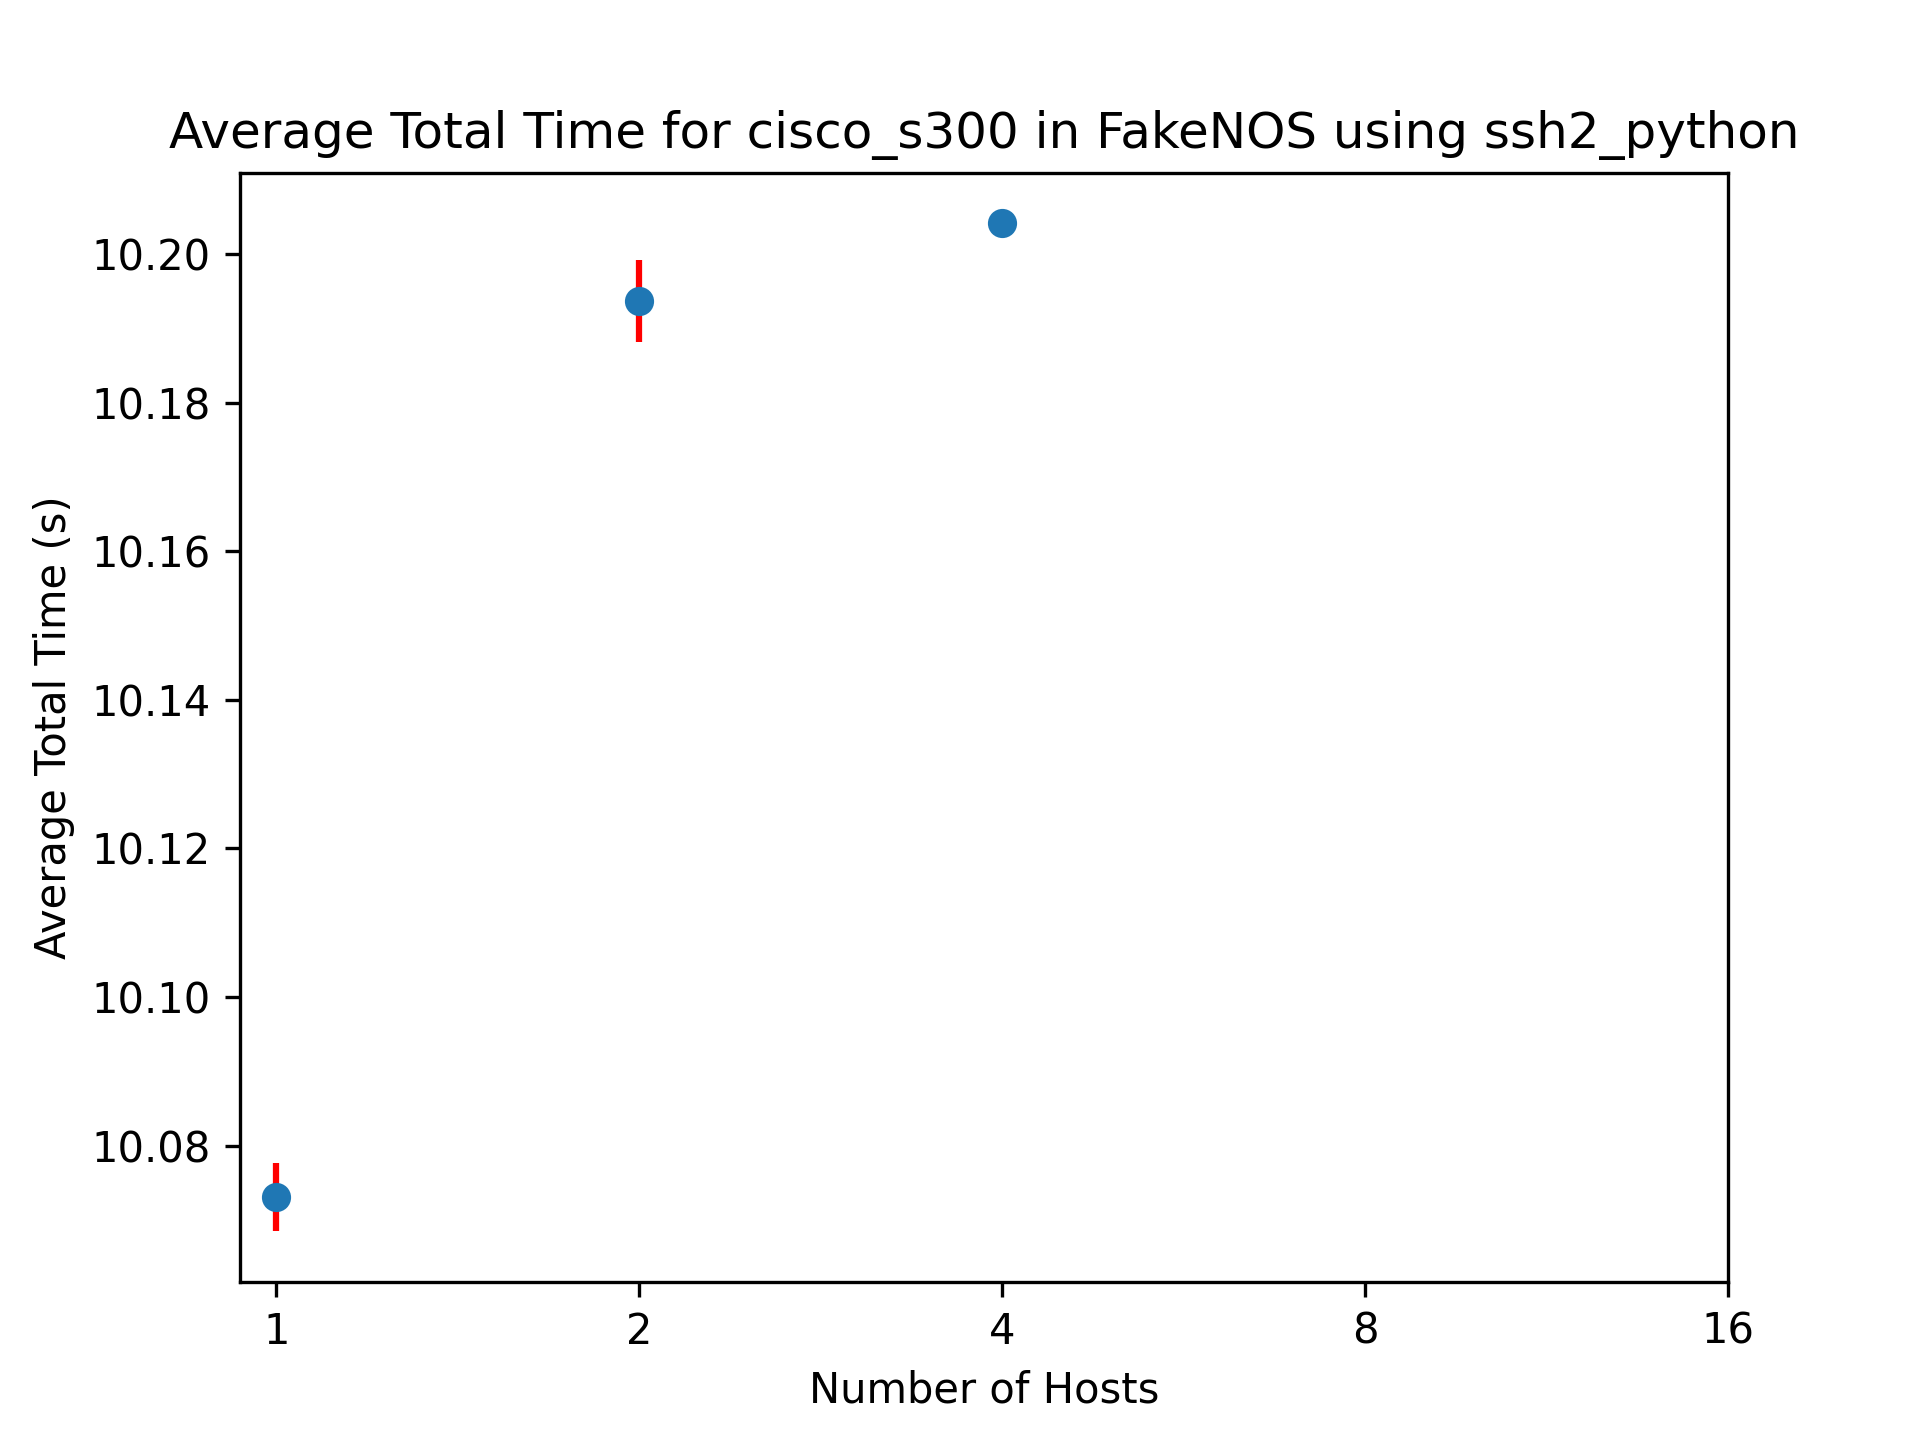 Average Total Time for cisco_s300 in FakeNOS using ssh2_python
Average Total Time (s)
10.20
10.18
10.16
10.14
10.12
10.10
10.08
1 2 4 8 16
Number of Hosts